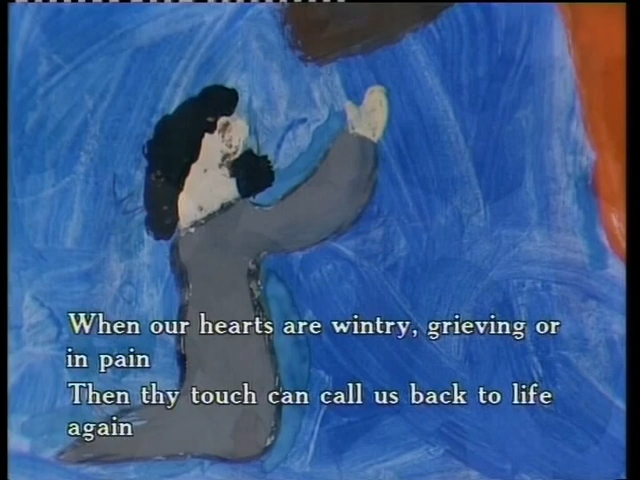 When our hearts are wintry, grieving or
in pain
Then thy touch can call us back to life
again